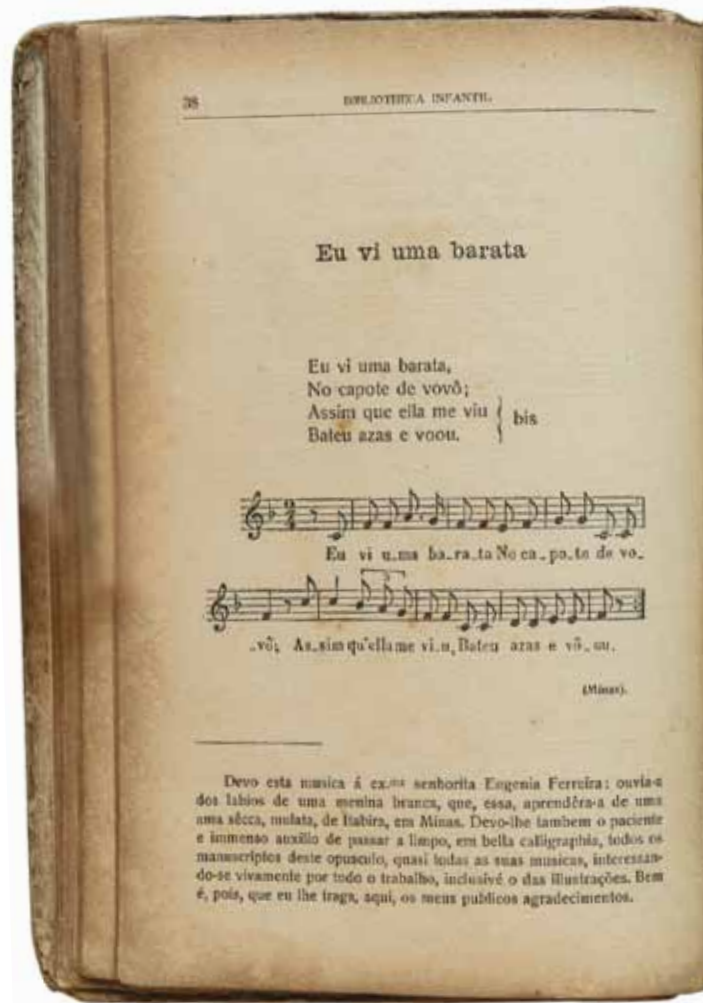 38 BIBLIOTHECA INFANTIL
Eu vi uma barata
Eu vi uma barata,
No capote de vovô;
Assim que ella me viu
Bateu azas e voou.
bis
2
4
Eu vi u_ma ba_ra_ta No ca_po_te de vo_
_vô; As_sim qu'ella me vi_u, Bateu azas e vô_ou.
3
(Minas).
Devo esta musica á ex.ma senhorita Eugenia Ferreira: ouvia-a
dos labios de uma menina branca, que, essa, aprendêra-a de uma
ama sêcca, mulata, de Itabira, em Minas. Devo-lhe tambem o paciente
e immenso auxilio de passar a limpo, em bella calligraphia, todos os
manuscriptos deste opusculo, quasi todas as suas musicas, interessan-
do-se vivamente por todo o trabalho, inclusivé o das illustrações. Bem
é, pois, que eu lhe traga, aqui, os meus publicos agradecimentos.